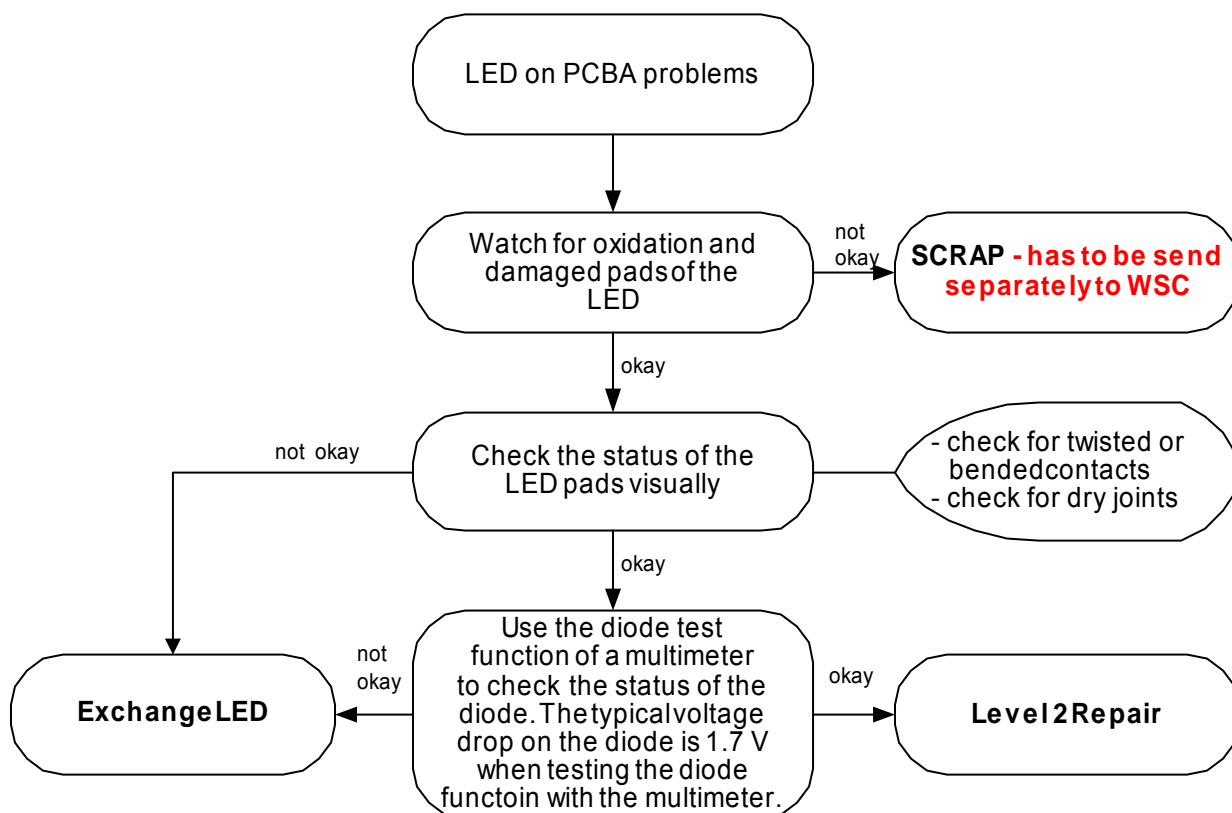 LED on PCBA problems
Watch for oxidation and
damaged pads of the
LED
not
okay
SCRAP - has to be send
separately to WSC
okay
not okay
Check the status of the
LED pads visually
- check for twisted or
bended contacts
- check for dry joints
okay
Exchange LED
not
okay
Use the diode test
function of a multimeter
to check the status of the
diode. The typical voltage
drop on the diode is 1.7 V
when testing the diode
functoin with the multimeter.
okay
Level 2 Repair